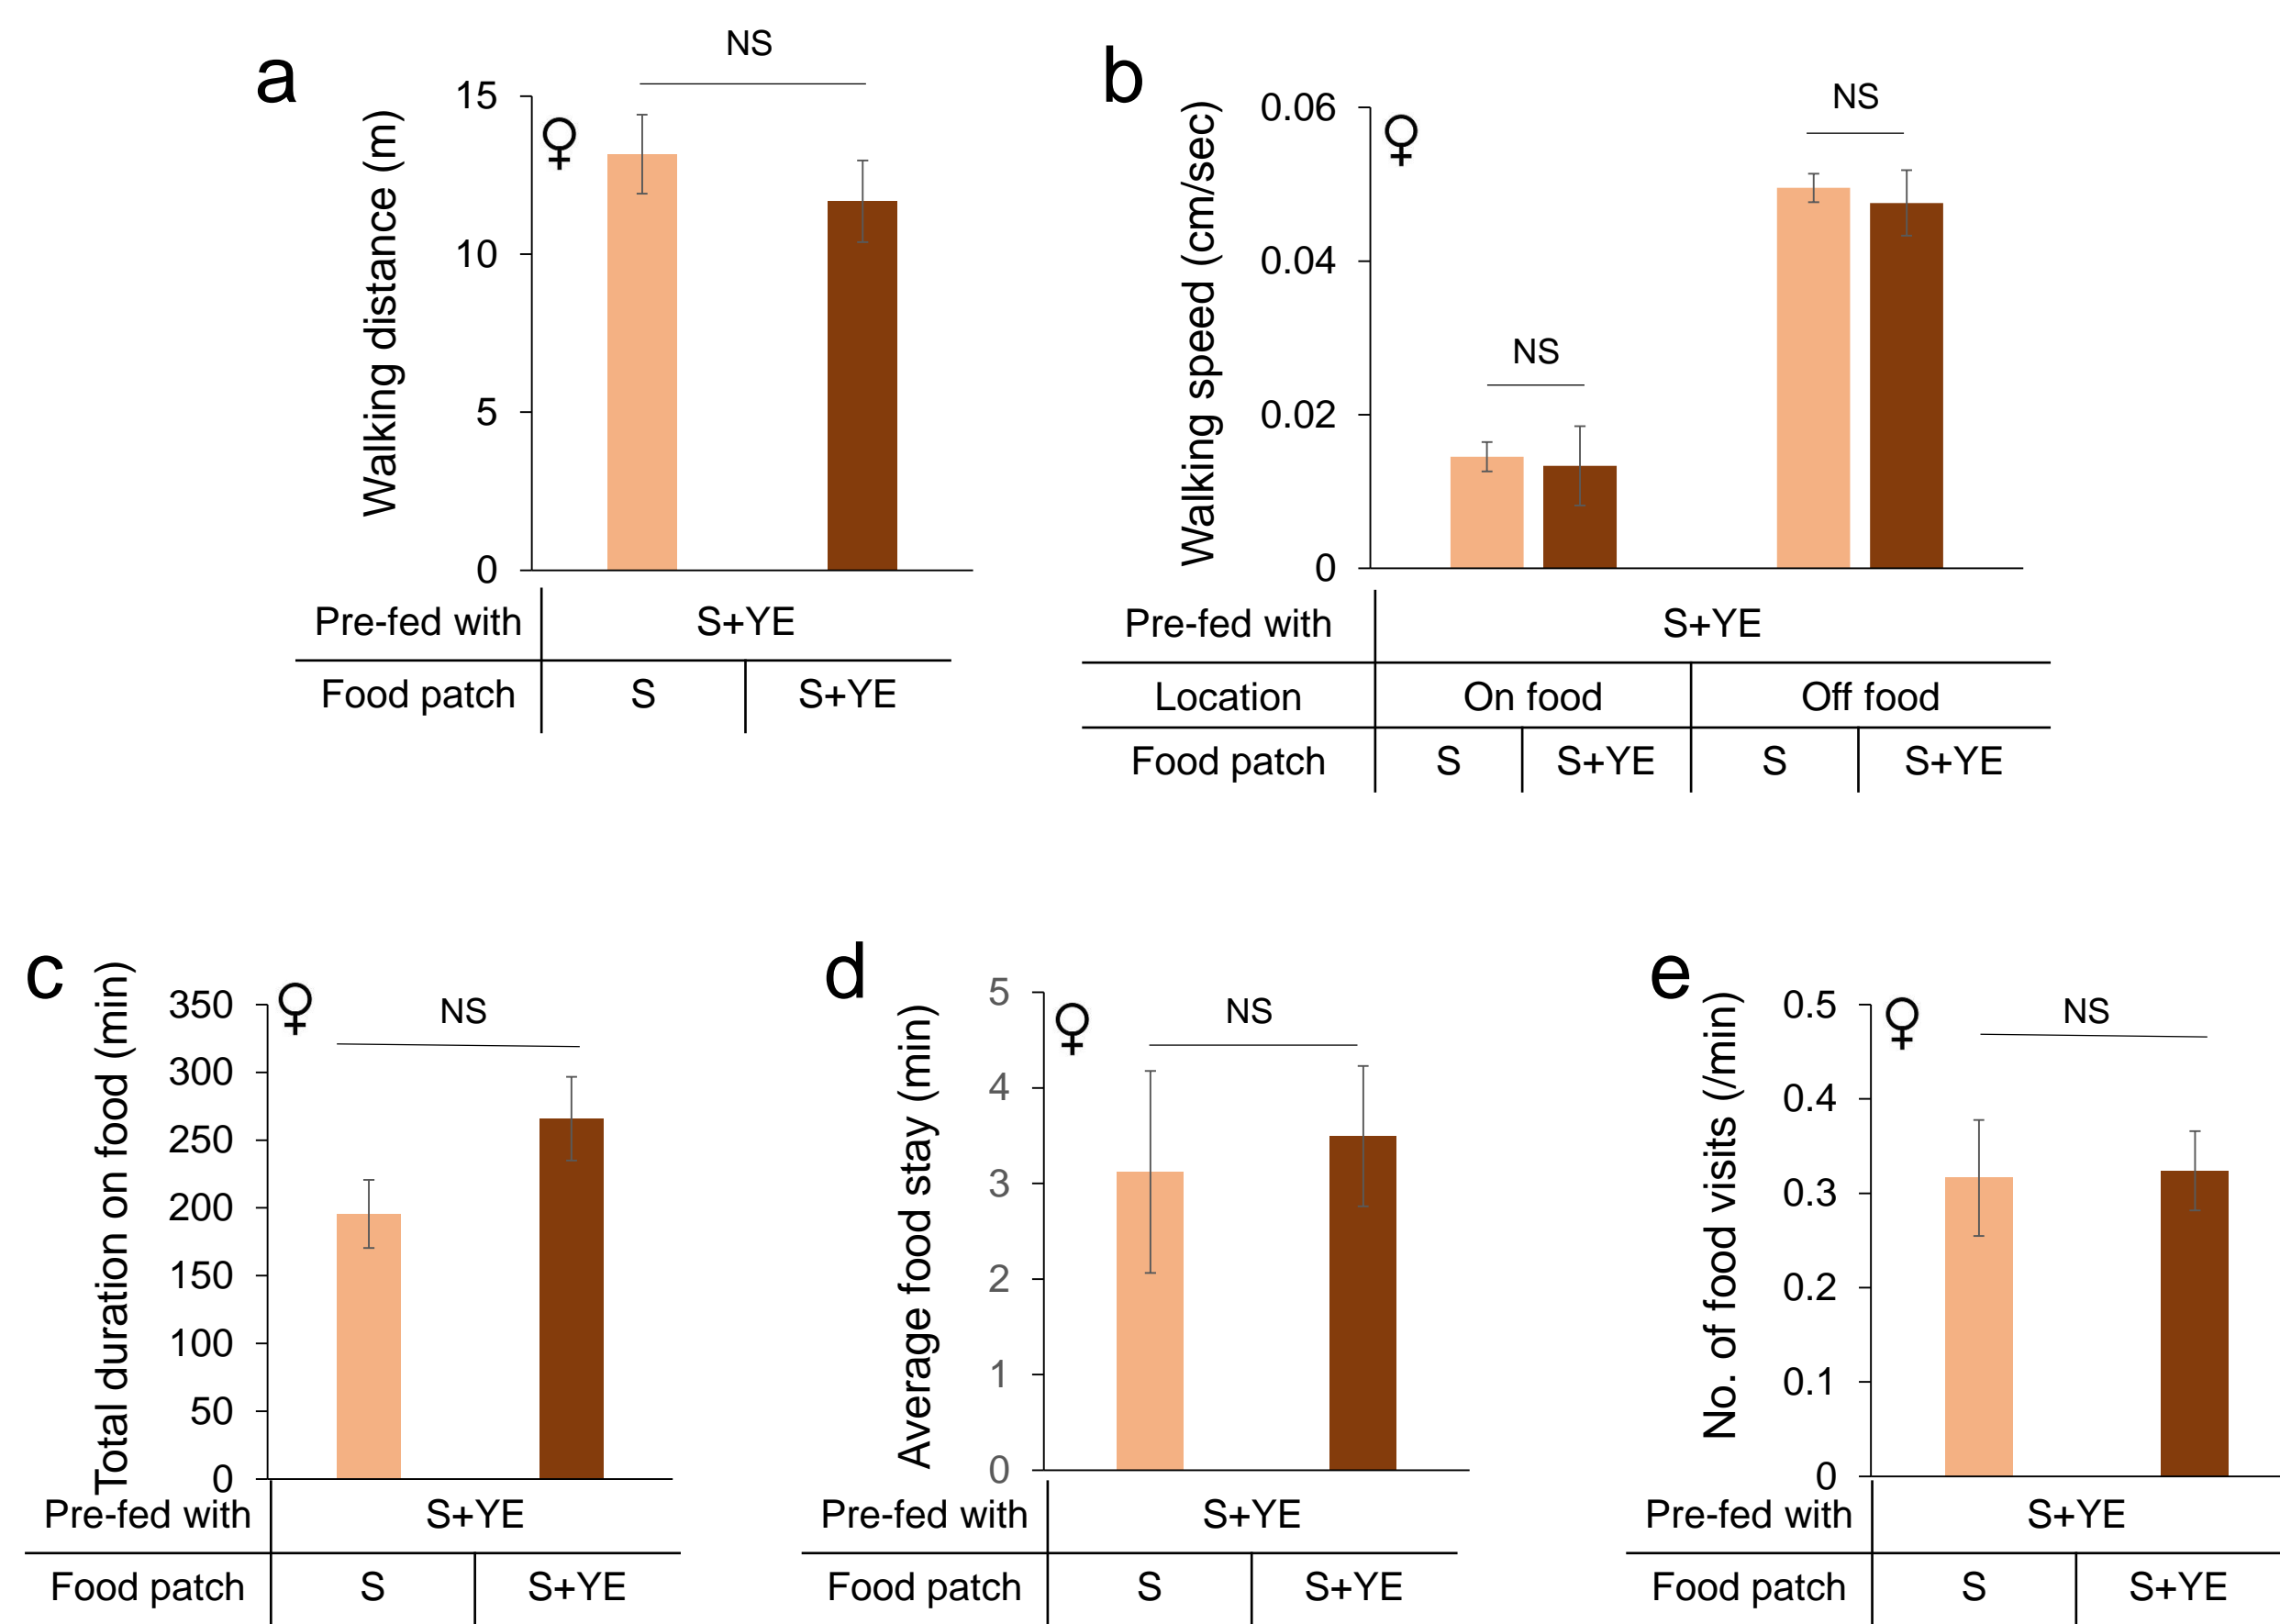 a
NS
Walking distance (m)
15
10
5
0
♀
Pre-fed with S+YE
Food patch S S+YE
b
NS
NS
Walking speed (cm/sec)
0.06
0.04
0.02
0
♀
Pre-fed with S+YE
Location On food Off food
Food patch S S+YE S S+YE
c
NS
Total duration on food (min)
350
300
250
200
150
100
50
0
♀
Pre-fed with S+YE
Food patch S S+YE
d
NS
Average food stay (min)
5
4
3
2
1
0
♀
Pre-fed with S+YE
Food patch S S+YE
e
NS
No. of food visits (/min)
0.5
0.4
0.3
0.2
0.1
0
♀
Pre-fed with S+YE
Food patch S S+YE